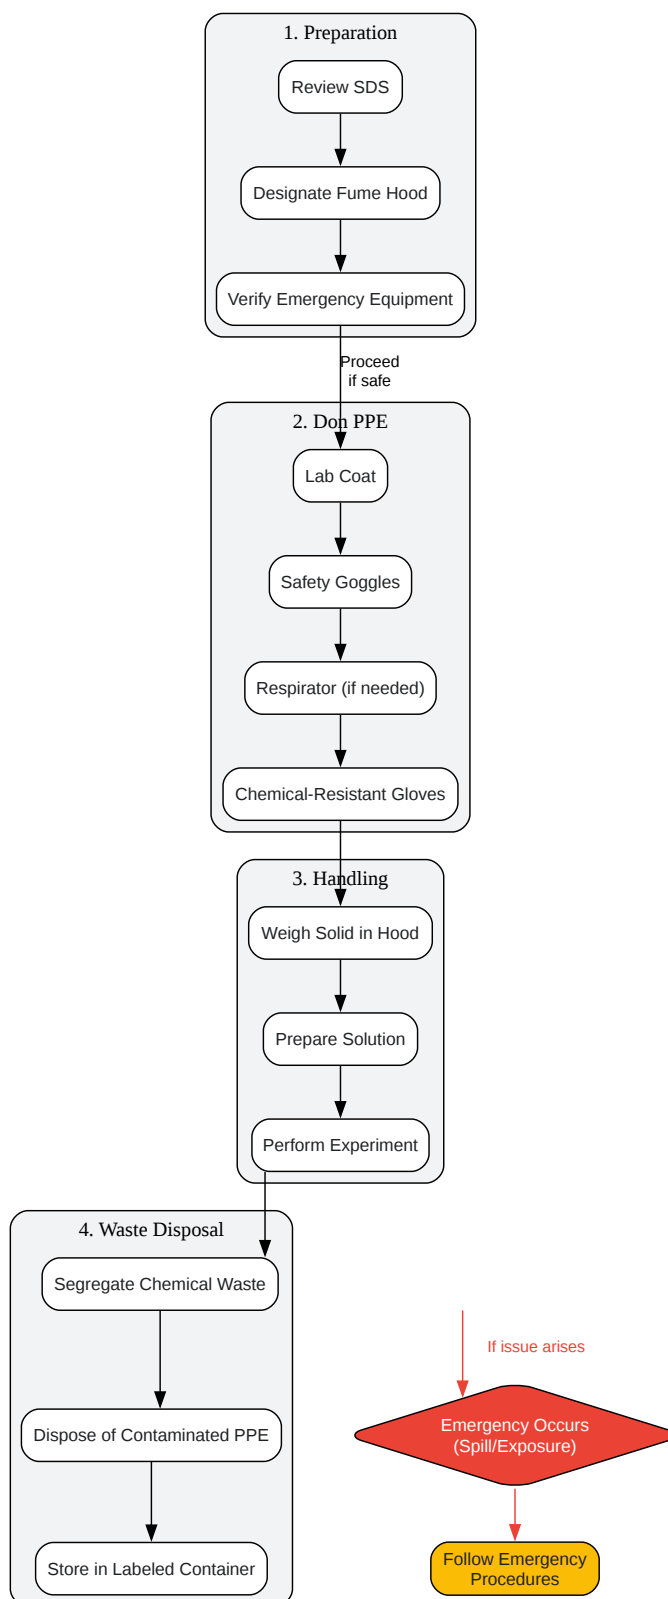 1. Preparation
Review SDS
Designate Fume Hood
Verify Emergency Equipment
Proceed
if safe
2. Don PPE
Lab Coat
Safety Goggles
Respirator (if needed)
Chemical-Resistant Gloves
3. Handling
Weigh Solid in Hood
Prepare Solution
Perform Experiment
4. Waste Disposal
Segregate Chemical Waste
If issue arises
Dispose of Contaminated PPE
Emergency Occurs
(Spill/Exposure)
Store in Labeled Container
Follow Emergency
Procedures